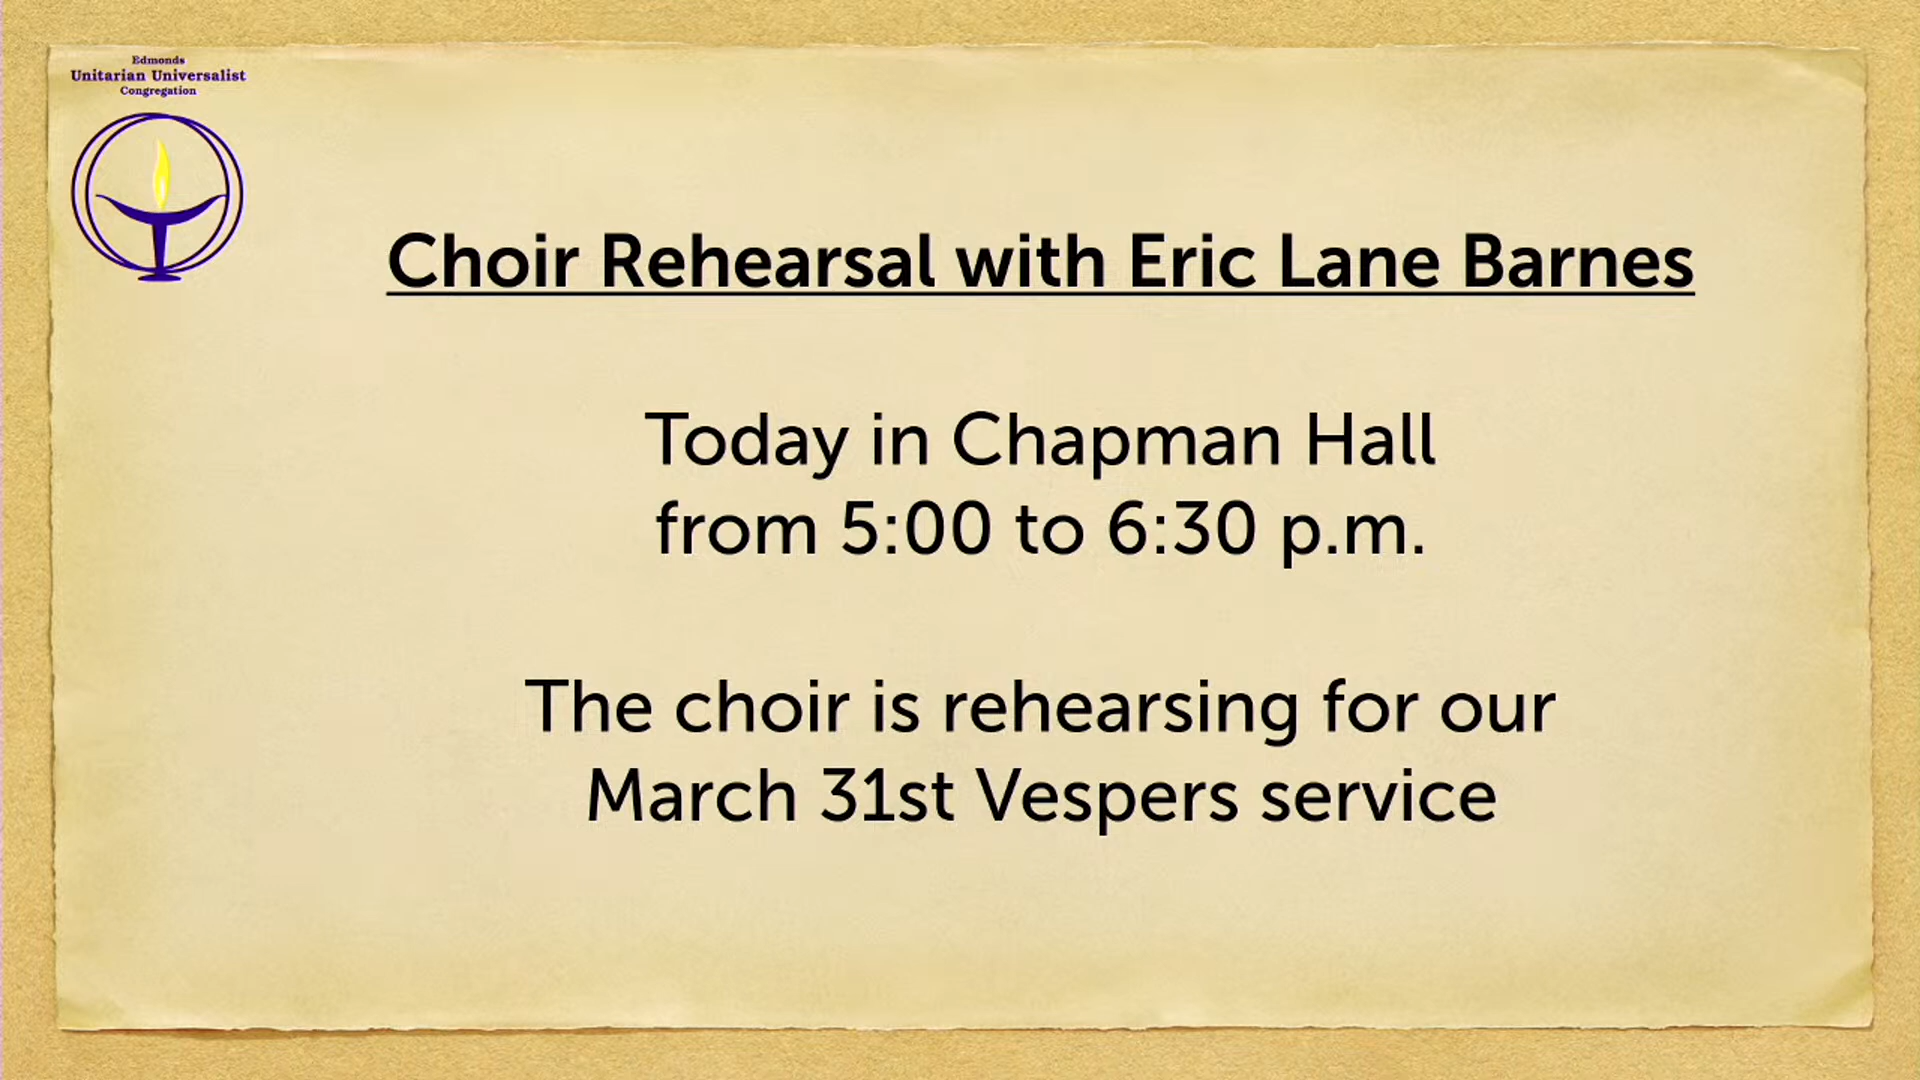 Edmonds
Unitarian Universalist
Congregation
Choir Rehearsal with Eric Lane Barnes
Today in Chapman Hall
from 5:00 to 6:30 p.m.
The choir is rehearsing for our
March 31st Vespers service